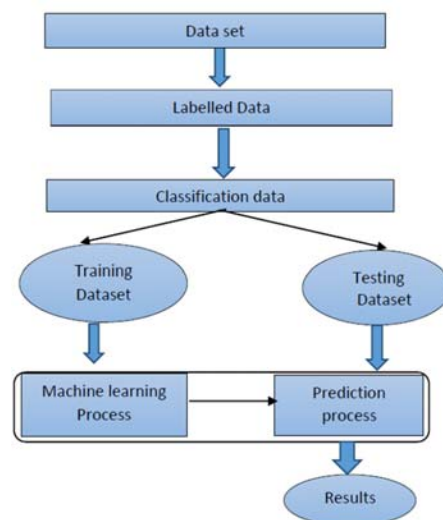 Data set
Labelled Data
Classification data
Training
Dataset
Testing
Dataset
Machine learning
Process
Prediction
process
Results